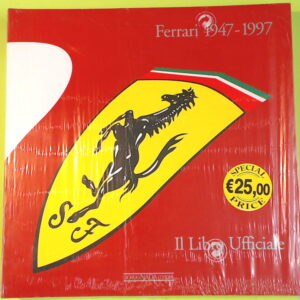 Ferrari 1947-1997
SPECIAL
€25,00
PRICE
S F
Il Libro Ufficiale